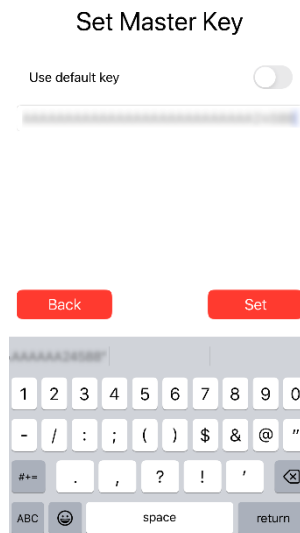 Set Master Key
Use default key
Back
Set
1 2 3 4 5 6 7 8 9 0
- / : ; ( ) $ & @ "
#+= . , ? ! '
ABC space return